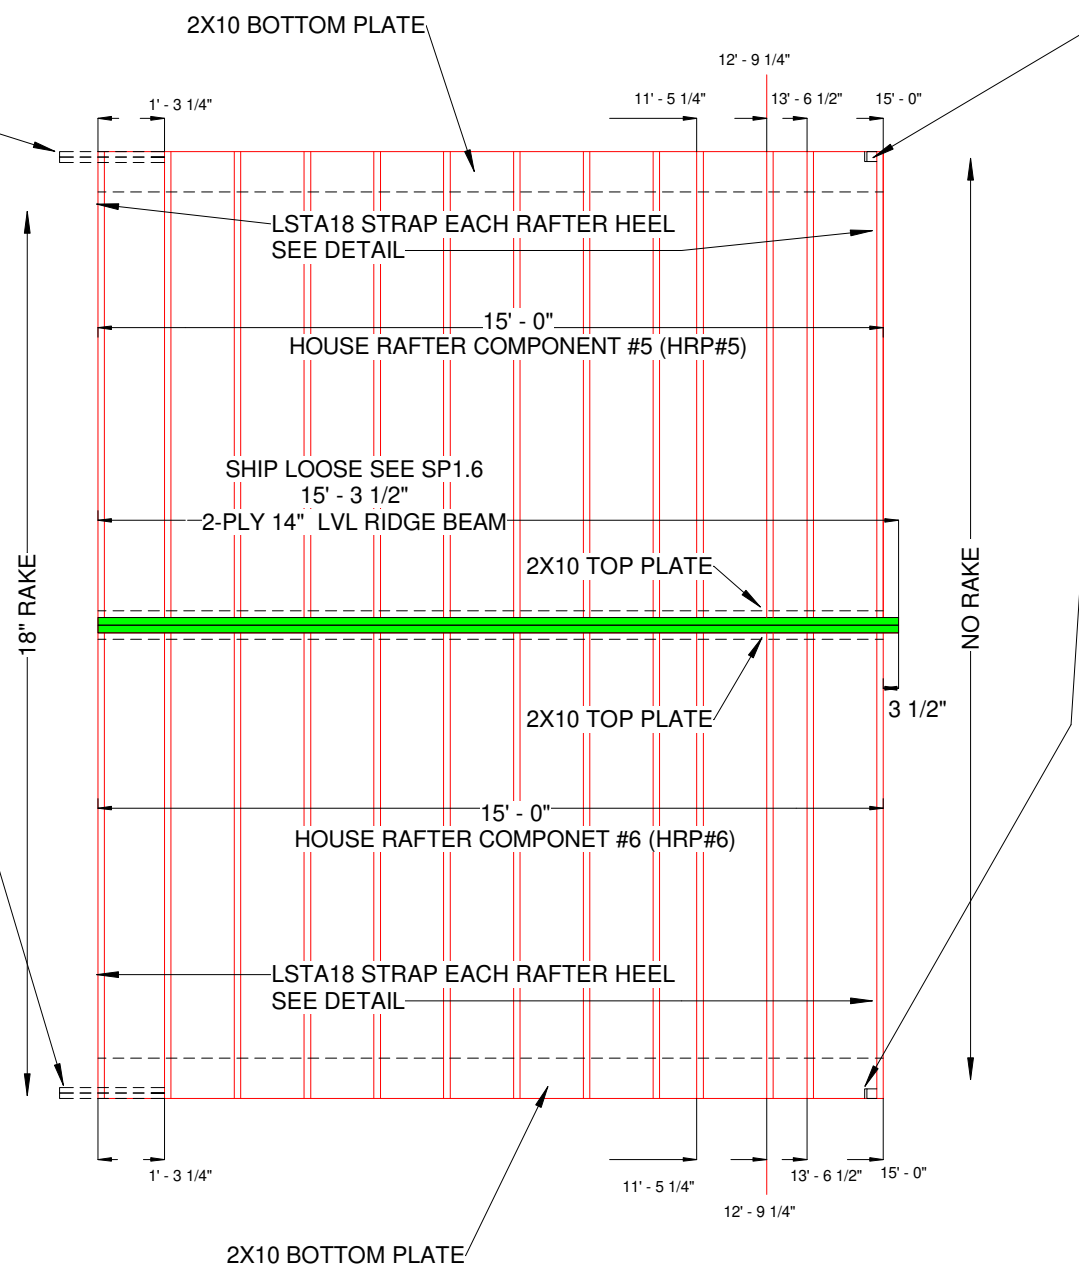 2X10 BOTTOM PLATE
12' - 9 1/4"
1' - 3 1/4"
11' - 5 1/4"
13' - 6 1/2"
15' - 0"
LSTA18 STRAP EACH RAFTER HEEL
SEE DETAIL
15' - 0"
HOUSE RAFTER COMPONENT #5 (HRP#5)
SHIP LOOSE SEE SP1.6
15' - 3 1/2"
2-PLY 14" LVL RIDGE BEAM
2X10 TOP PLATE
18" RAKE
NO RAKE
2X10 TOP PLATE
3 1/2"
15' - 0"
HOUSE RAFTER COMPONET #6 (HRP#6)
LSTA18 STRAP EACH RAFTER HEEL
SEE DETAIL
1' - 3 1/4"
11' - 5 1/4"
13' - 6 1/2"
15' - 0"
12' - 9 1/4"
2X10 BOTTOM PLATE